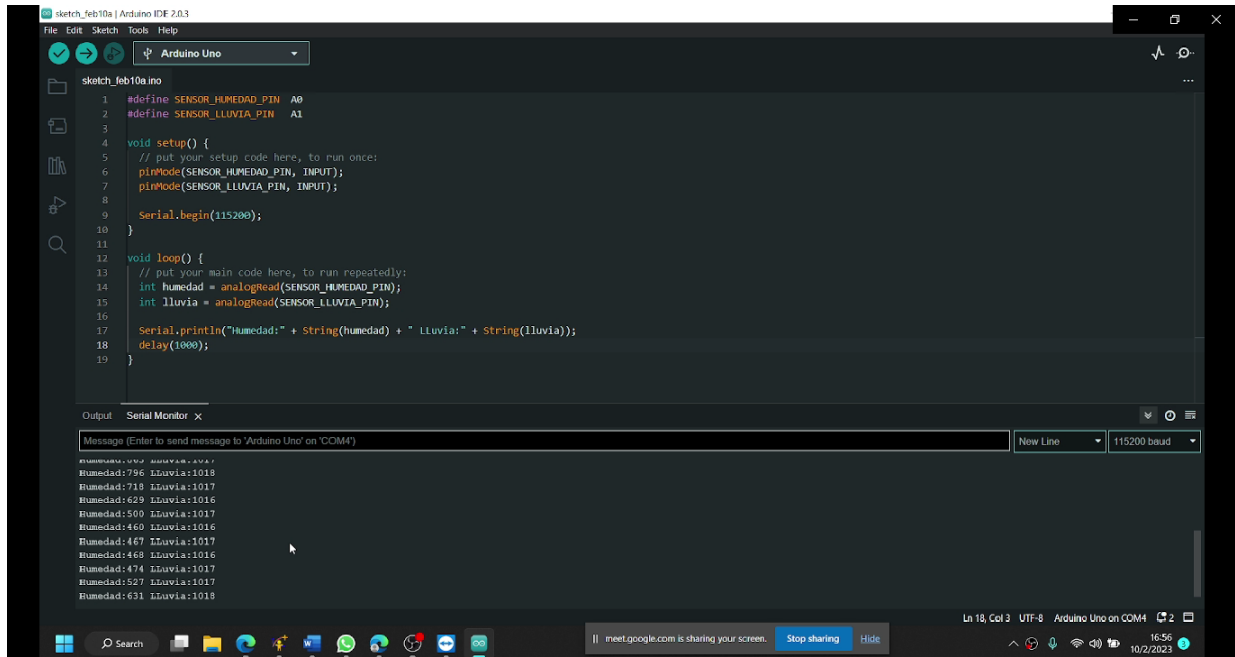 sketch_feb10a | Arduino IDE 2.0.3
File Edit Sketch Tools Help
Arduino Uno
sketch_feb10a.ino
1 #define SENSOR_HUMEDAD_PIN A0
2 #define SENSOR_LLUVIA_PIN A1
3
4 void setup() {
5 // put your setup code here, to run once:
6 pinMode(SENSOR_HUMEDAD_PIN, INPUT);
7 pinMode(SENSOR_LLUVIA_PIN, INPUT);
8
9 Serial.begin(115200);
10 }
11
12 void loop() {
13 // put your main code here, to run repeatedly:
14 int humedad = analogRead(SENSOR_HUMEDAD_PIN);
15 int lluvia = analogRead(SENSOR_LLUVIA_PIN);
16
17 Serial.println("Humedad:" + String(humedad) + " LLuvia:" + String(lluvia));
18 delay(1000);
19 }
Output Serial Monitor
Message (Enter to send message to 'Arduino Uno' on 'COM4')
New Line 115200 baud
Humedad:796 LLuvia:1018
Humedad:718 LLuvia:1017
Humedad:629 LLuvia:1016
Humedad:500 LLuvia:1017
Humedad:460 LLuvia:1016
Humedad:467 LLuvia:1017
Humedad:468 LLuvia:1016
Humedad:474 LLuvia:1017
Humedad:527 LLuvia:1017
Humedad:631 LLuvia:1018
Ln 18, Col 3 UTF-8 Arduino Uno on COM4 2
Search
meet.google.com is sharing your screen. Stop sharing Hide
16:56
10/2/2023
3